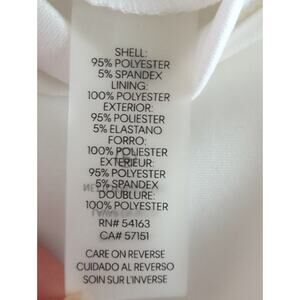 SHELL:
95% POLYESTER
5% SPANDEX
LINING:
100% POLYESTER
EXTERIOR:
95% POLIESTER
5% ELASTANO
FORRO:
100% POLIESTER
EXTERIEUR:
95% POLYESTER
5% SPANDEX
DOUBLURE:
100% POLYESTER
RN# 54163
CA# 57151
CARE ON REVERSE
CUIDADO AL REVERSO
SOIN SUR L'INVERSE